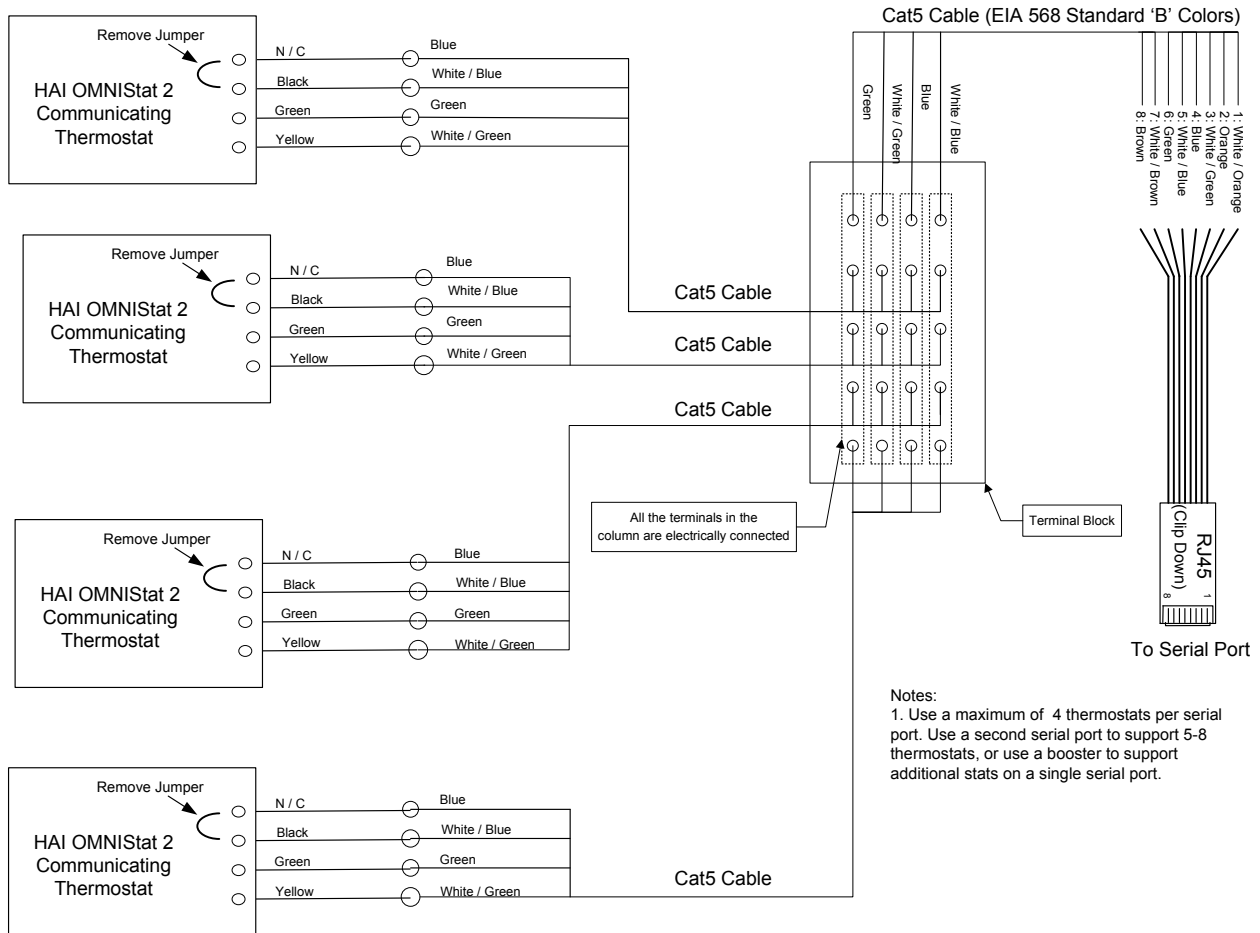 Cat5 Cable (EIA 568 Standard ‘B’ Colors)
Remove Jumper
HAI OMNIStat 2
Communicating
Thermostat
N / C
Blue
Black
White / Blue
Green
Green
Yellow
White / Green
Remove Jumper
HAI OMNIStat 2
Communicating
Thermostat
N / C
Blue
Black
White / Blue
Green
Green
Yellow
White / Green
Remove Jumper
HAI OMNIStat 2
Communicating
Thermostat
N / C
Blue
Black
White / Blue
Green
Green
Yellow
White / Green
Remove Jumper
HAI OMNIStat 2
Communicating
Thermostat
N / C
Blue
Black
White / Blue
Green
Green
Yellow
White / Green
Cat5 Cable
Cat5 Cable
Cat5 Cable
Cat5 Cable
Green
White / Green
Blue
White / Blue
All the terminals in the
column are electrically connected
Terminal Block
1: White / Orange
2: Orange
3: White / Green
4: Blue
5: White / Blue
6: Green
7: White / Brown
8: Brown
RJ45
(Clip Down)
1
8
To Serial Port
Notes:
1. Use a maximum of 4 thermostats per serial
port. Use a second serial port to support 5-8
thermostats, or use a booster to support
additional stats on a single serial port.